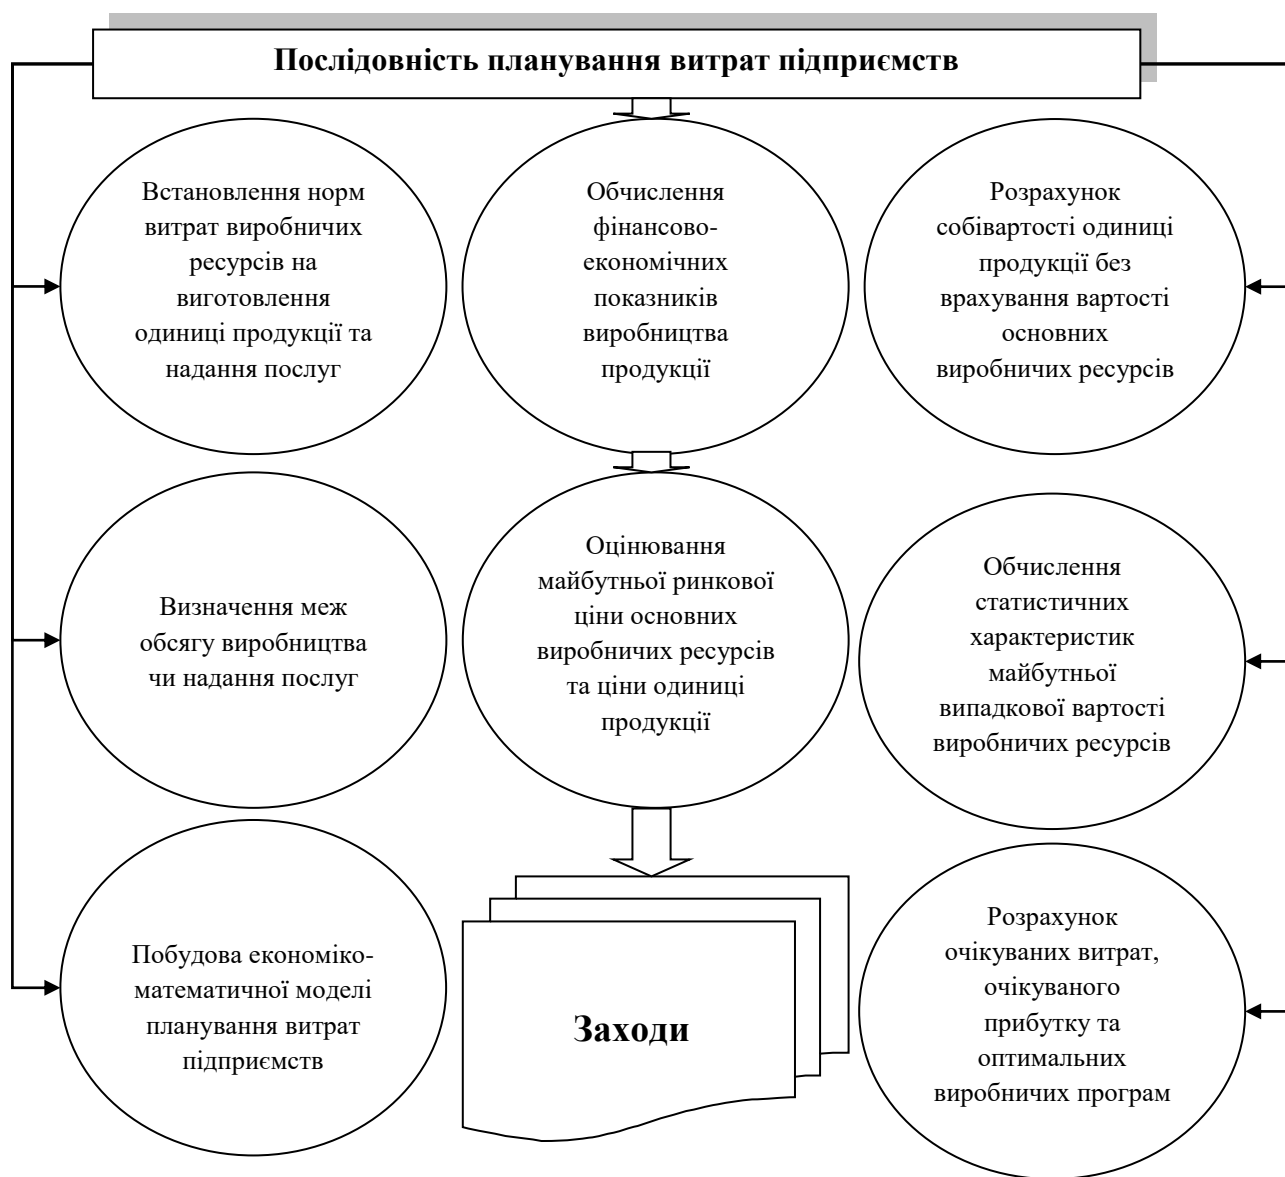 Послідовність планування витрат підприємств
Встановлення норм
витрат виробничих
ресурсів на
виготовлення
одиниці продукції та
надання послуг
Обчислення
фінансово-
економічних
показників
виробництва
продукції
Розрахунок
собівартості одиниці
продукції без
врахування вартості
основних
виробничих ресурсів
Визначення меж
обсягу виробництва
чи надання послуг
Оцінювання
майбутньої ринкової
ціни основних
виробничих ресурсів
та ціни одиниці
продукції
Обчислення
статистичних
характеристик
майбутньої
випадкової вартості
виробничих ресурсів
Побудова економіко-
математичної моделі
планування витрат
підприємств
Заходи
Розрахунок
очікуваних витрат,
очікуваного
прибутку та
оптимальних
виробничих програм